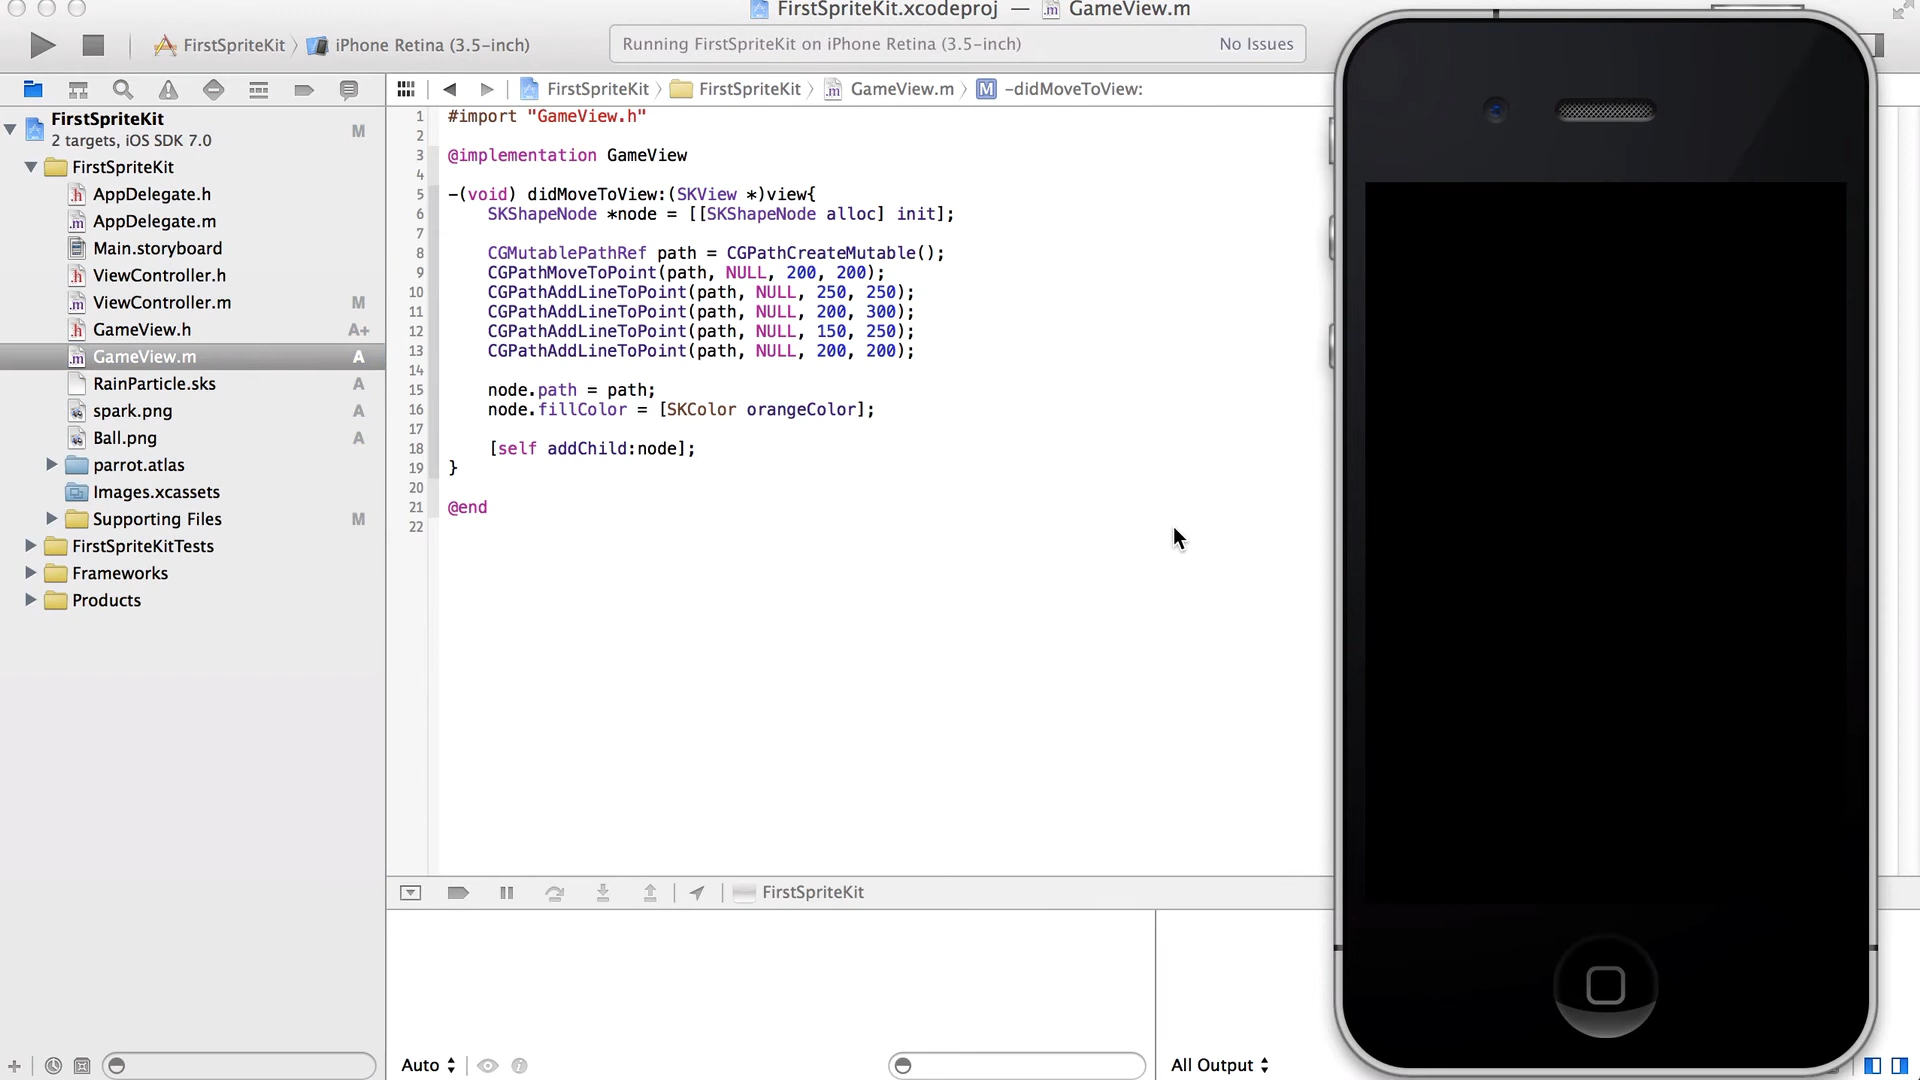 FirstSpriteKit.xcodeproj — GameView.m
FirstSpriteKit iPhone Retina (3.5-inch)
Running FirstSpriteKit on iPhone Retina (3.5-inch) No Issues
FirstSpriteKit FirstSpriteKit GameView.m M -didMoveToView:
FirstSpriteKit M
2 targets, iOS SDK 7.0
FirstSpriteKit
AppDelegate.h
AppDelegate.m
Main.storyboard
ViewController.h
ViewController.m M
GameView.h A+
GameView.m A
RainParticle.sks A
spark.png A
Ball.png A
parrot.atlas
Images.xcassets
Supporting Files M
FirstSpriteKitTests
Frameworks
Products
1 #import "GameView.h"
2
3 @implementation GameView
4
5 -(void) didMoveToView:(SKView *)view{
6 SKShapeNode *node = [[SKShapeNode alloc] init];
7
8 CGMutablePathRef path = CGPathCreateMutable();
9 CGPathMoveToPoint(path, NULL, 200, 200);
10 CGPathAddLineToPoint(path, NULL, 250, 250);
11 CGPathAddLineToPoint(path, NULL, 200, 300);
12 CGPathAddLineToPoint(path, NULL, 150, 250);
13 CGPathAddLineToPoint(path, NULL, 200, 200);
14
15 node.path = path;
16 node.fillColor = [SKColor orangeColor];
17
18 [self addChild:node];
19 }
20
21 @end
22
FirstSpriteKit
Auto
All Output